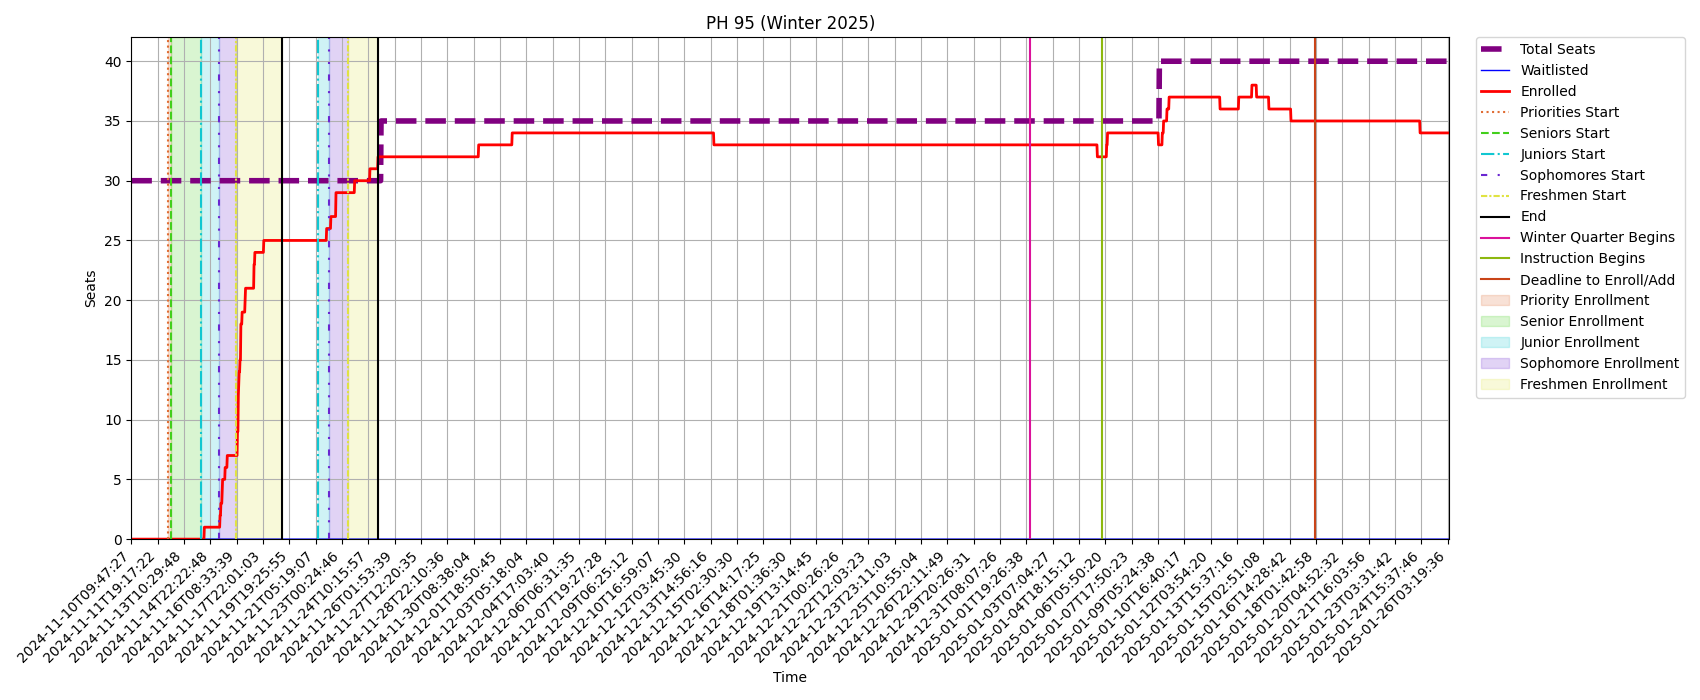 PH 95 (Winter 2025)
Seats
40
35
30
25
20
15
10
5
0
2024-11-10T09:47:27
2024-11-11T19:17:22
2024-11-13T10:29:48
2024-11-14T22:22:48
2024-11-16T08:33:39
2024-11-17T22:01:03
2024-11-19T19:25:55
2024-11-21T05:19:07
2024-11-23T00:24:46
2024-11-24T10:15:57
2024-11-26T01:53:39
2024-11-27T12:20:35
2024-11-28T22:10:36
2024-11-30T08:38:04
2024-12-01T18:50:45
2024-12-03T05:18:04
2024-12-04T17:03:40
2024-12-06T06:31:35
2024-12-07T19:27:28
2024-12-09T06:25:12
2024-12-10T16:59:07
2024-12-12T03:45:30
2024-12-13T14:56:16
2024-12-15T02:30:30
2024-12-16T14:17:25
2024-12-18T01:36:30
2024-12-19T13:14:45
2024-12-21T00:26:26
2024-12-22T12:03:23
2024-12-23T23:11:03
2024-12-25T10:55:04
2024-12-26T22:11:49
2024-12-29T20:26:31
2024-12-31T08:07:26
2025-01-01T19:26:38
2025-01-03T07:04:27
2025-01-04T18:15:12
2025-01-06T05:50:20
2025-01-07T17:50:23
2025-01-09T05:24:38
2025-01-10T16:40:17
2025-01-12T03:54:20
2025-01-13T15:37:16
2025-01-15T02:51:08
2025-01-16T14:28:42
2025-01-18T01:42:58
2025-01-20T04:52:32
2025-01-21T16:03:56
2025-01-23T03:31:42
2025-01-24T15:37:46
2025-01-26T03:19:36
Time
Total Seats
Waitlisted
Enrolled
Priorities Start
Seniors Start
Juniors Start
Sophomores Start
Freshmen Start
End
Winter Quarter Begins
Instruction Begins
Deadline to Enroll/Add
Priority Enrollment
Senior Enrollment
Junior Enrollment
Sophomore Enrollment
Freshmen Enrollment